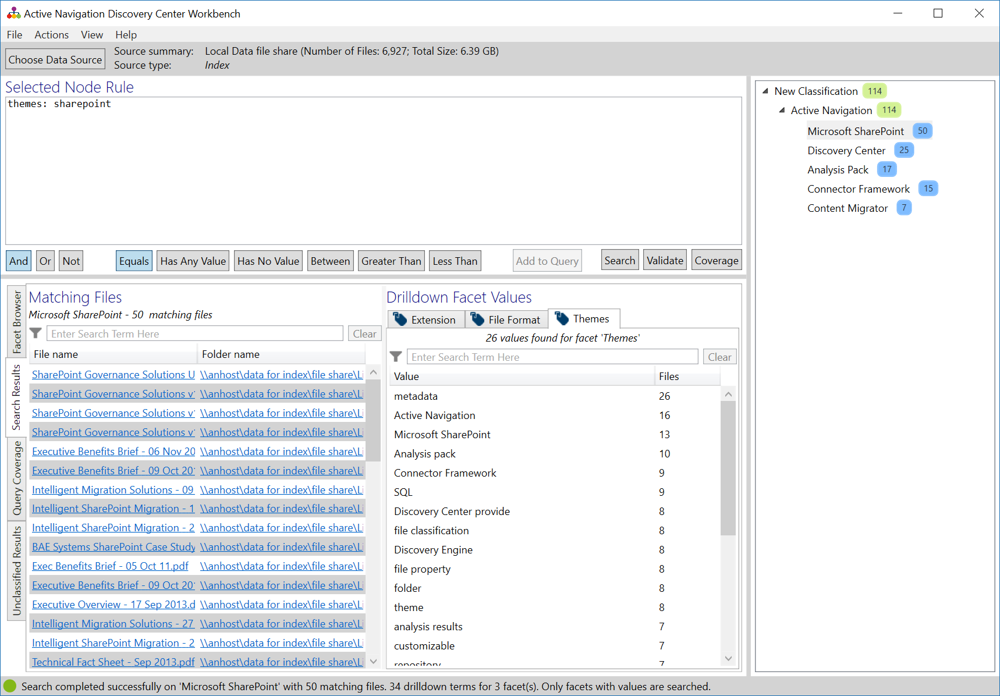 Active Navigation Discovery Center Workbench
File Actions View Help
Choose Data Source
Source summary: Local Data file share (Number of Files: 6,927; Total Size: 6.39 GB)
Source type: Index
Selected Node Rule
themes: sharepoint
And Or Not Equals Has Any Value Has No Value Between Greater Than Less Than Add to Query Search Validate Coverage
New Classification 114
Active Navigation 114
Microsoft SharePoint 50
Discovery Center 25
Analysis Pack 17
Connector Framework 15
Content Migrator 7
Facet Browser
Search Results
Query Coverage
Unclassified Results
Matching Files
Microsoft SharePoint - 50 matching files
Enter Search Term Here Clear
File name Folder name
SharePoint Governance Solutions U \\anhost\data for index\file share\Li
SharePoint Governance Solutions v1 \\anhost\data for index\file share\Li
SharePoint Governance Solutions v1 \\anhost\data for index\file share\Li
SharePoint Governance Solutions v1 \\anhost\data for index\file share\Li
Executive Benefits Brief - 06 Nov 20 \\anhost\data for index\file share\Li
Executive Benefits Brief - 09 Oct 201 \\anhost\data for index\file share\Li
Intelligent Migration Solutions - 09 \\anhost\data for index\file share\Li
Intelligent SharePoint Migration - 1 \\anhost\data for index\file share\Li
Intelligent SharePoint Migration - 2 \\anhost\data for index\file share\Li
BAE Systems SharePoint Case Study \\anhost\data for index\file share\Li
Exec Benefits Brief - 05 Oct 11.pdf \\anhost\data for index\file share\Li
Executive Benefits Brief - 09 Oct 201 \\anhost\data for index\file share\Li
Executive Overview - 17 Sep 2013.d \\anhost\data for index\file share\Li
Intelligent Migration Solutions - 27 \\anhost\data for index\file share\Li
Intelligent SharePoint Migration - 2 \\anhost\data for index\file share\Li
Technical Fact Sheet - Sep 2013.pdf \\anhost\data for index\file share\Li
Drilldown Facet Values
Extension File Format Themes
26 values found for facet 'Themes'
Enter Search Term Here Clear
Value Files
metadata 26
Active Navigation 16
Microsoft SharePoint 13
Analysis pack 10
Connector Framework 9
SQL 9
Discovery Center provide 8
file classification 8
Discovery Engine 8
file property 8
folder 8
theme 8
analysis results 7
customizable 7
repository 7
Search completed successfully on 'Microsoft SharePoint' with 50 matching files. 34 drilldown terms for 3 facet(s). Only facets with values are searched.